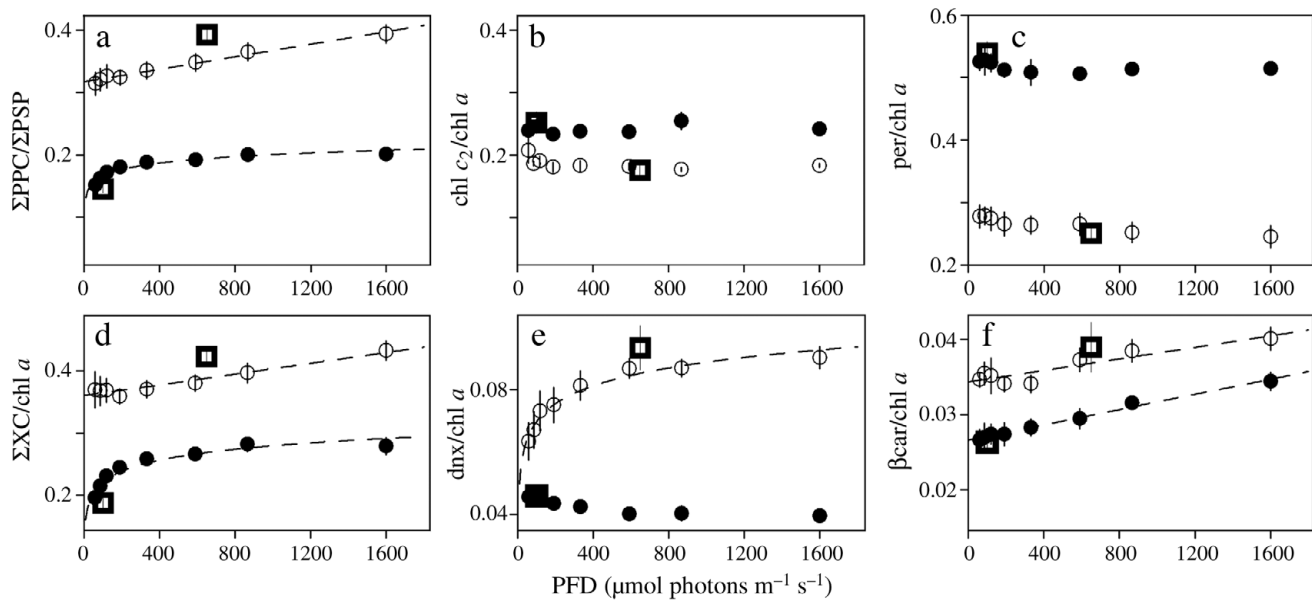 a
ΣPPC/ΣPSP
0.4
0.2
0 400 800 1200 1600
b
chl c₂/chl a
0.4
0.2
0.0
0 400 800 1200 1600
c
per/chl a
0.6
0.4
0.2
0 400 800 1200 1600
d
ΣXC/chl a
0.4
0.2
0 400 800 1200 1600
e
dnx/chl a
0.08
0.04
0 400 800 1200 1600
f
βcar/chl a
0.04
0.03
0.02
0 400 800 1200 1600
PFD (μmol photons m⁻¹ s⁻¹)